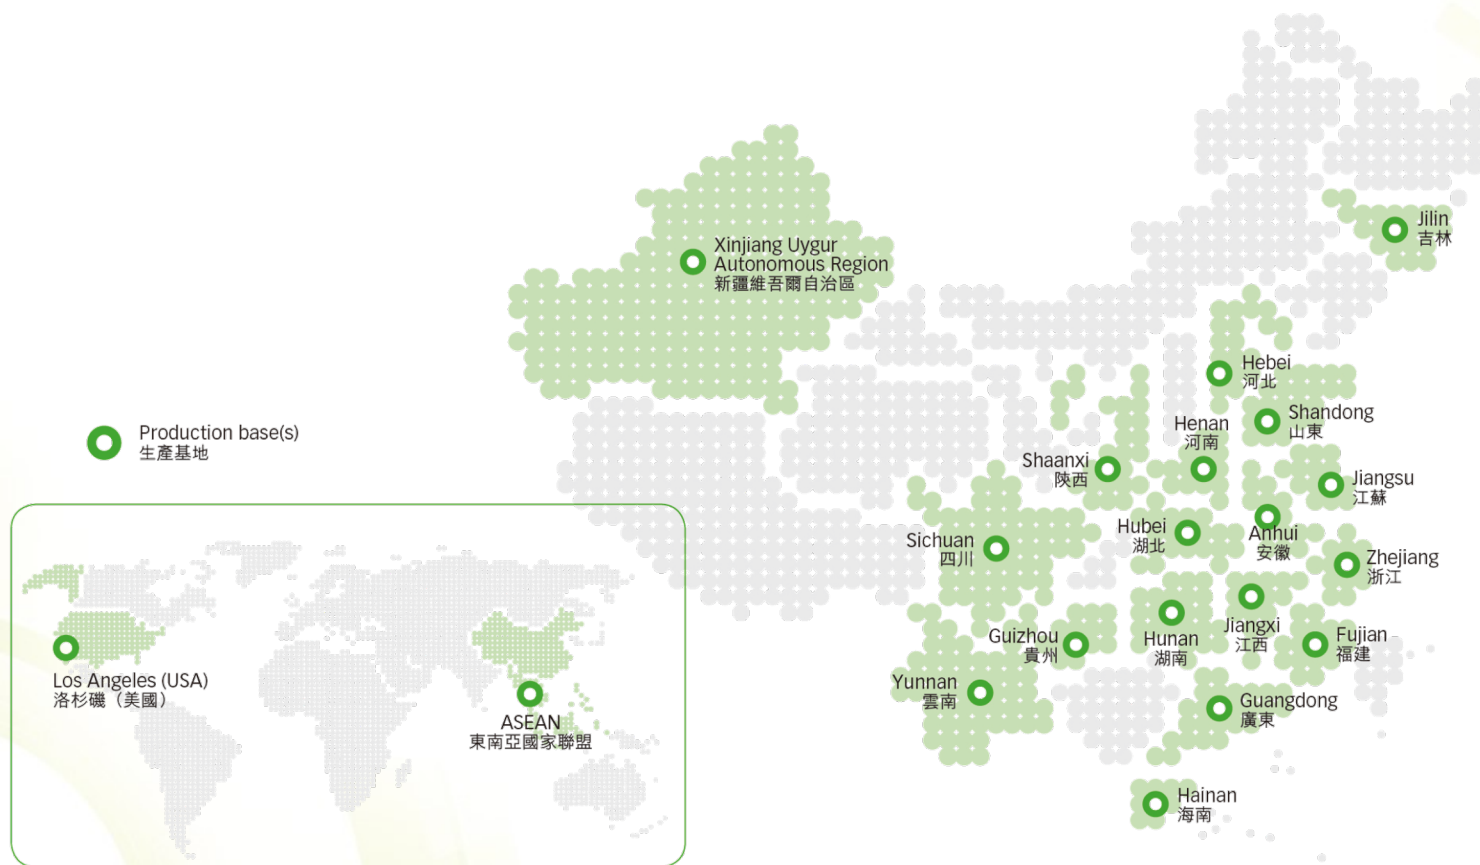 Xinjiang Uygur
Autonomous Region
新疆維吾爾自治區
Jilin
吉林
Hebei
河北
Shandong
山東
Henan
河南
Shaanxi
陝西
Jiangsu
江蘇
Hubei
湖北
Anhui
安徽
Sichuan
四川
Zhejiang
浙江
Guizhou
貴州
Hunan
湖南
Jiangxi
江西
Fujian
福建
Yunnan
雲南
Guangdong
廣東
Hainan
海南
Production base(s)
生產基地
Los Angeles (USA)
洛杉磯（美國）
ASEAN
東南亞國家聯盟